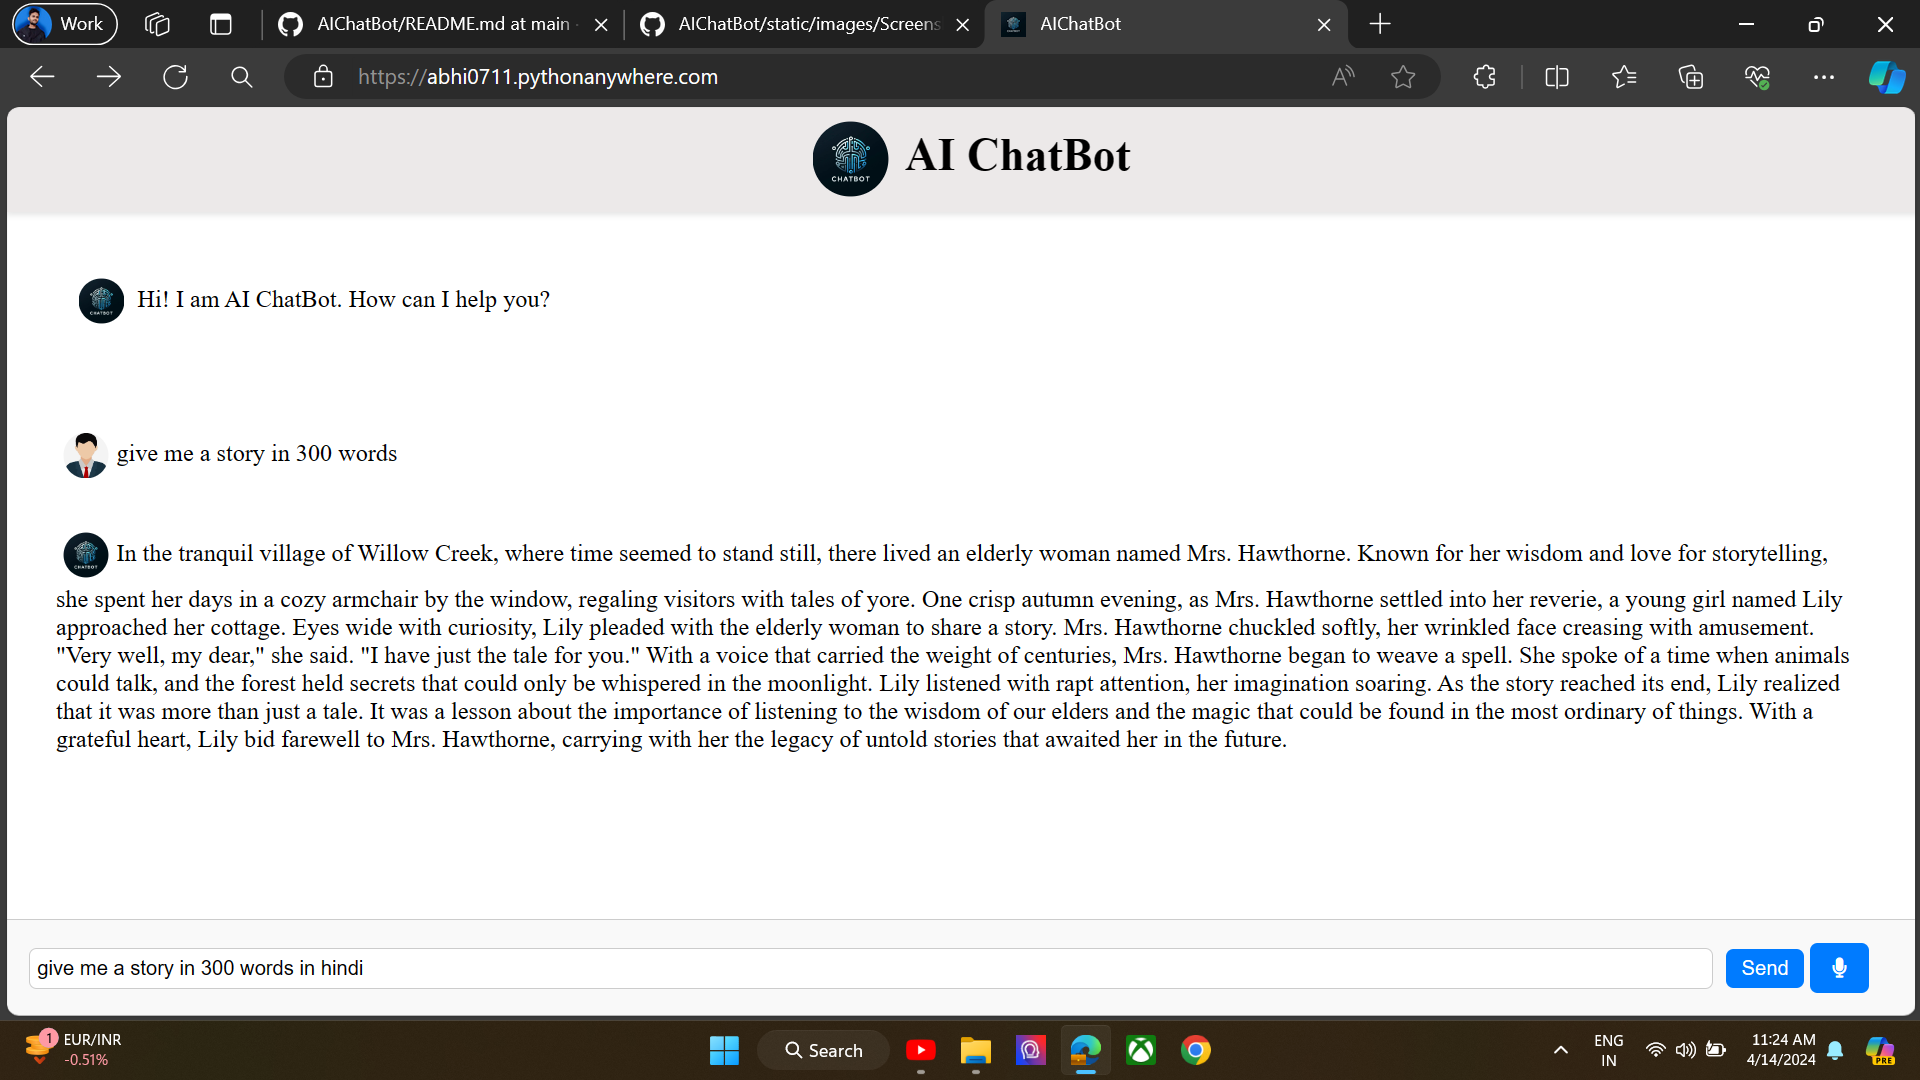 Work
AIChatBot/README.md at main
AIChatBot/static/images/Screens
AIChatBot
https://abhi0711.pythonanywhere.com
CHATBOT
AI ChatBot
CHATBOT
Hi! I am AI ChatBot. How can I help you?
give me a story in 300 words
CHATBOT
In the tranquil village of Willow Creek, where time seemed to stand still, there lived an elderly woman named Mrs. Hawthorne. Known for her wisdom and love for storytelling,
she spent her days in a cozy armchair by the window, regaling visitors with tales of yore. One crisp autumn evening, as Mrs. Hawthorne settled into her reverie, a young girl named Lily
approached her cottage. Eyes wide with curiosity, Lily pleaded with the elderly woman to share a story. Mrs. Hawthorne chuckled softly, her wrinkled face creasing with amusement.
"Very well, my dear," she said. "I have just the tale for you." With a voice that carried the weight of centuries, Mrs. Hawthorne began to weave a spell. She spoke of a time when animals
could talk, and the forest held secrets that could only be whispered in the moonlight. Lily listened with rapt attention, her imagination soaring. As the story reached its end, Lily realized
that it was more than just a tale. It was a lesson about the importance of listening to the wisdom of our elders and the magic that could be found in the most ordinary of things. With a
grateful heart, Lily bid farewell to Mrs. Hawthorne, carrying with her the legacy of untold stories that awaited her in the future.
give me a story in 300 words in hindi
Send
1
EUR/INR
-0.51%
Search
ENG
IN
11:24 AM
4/14/2024
PRE